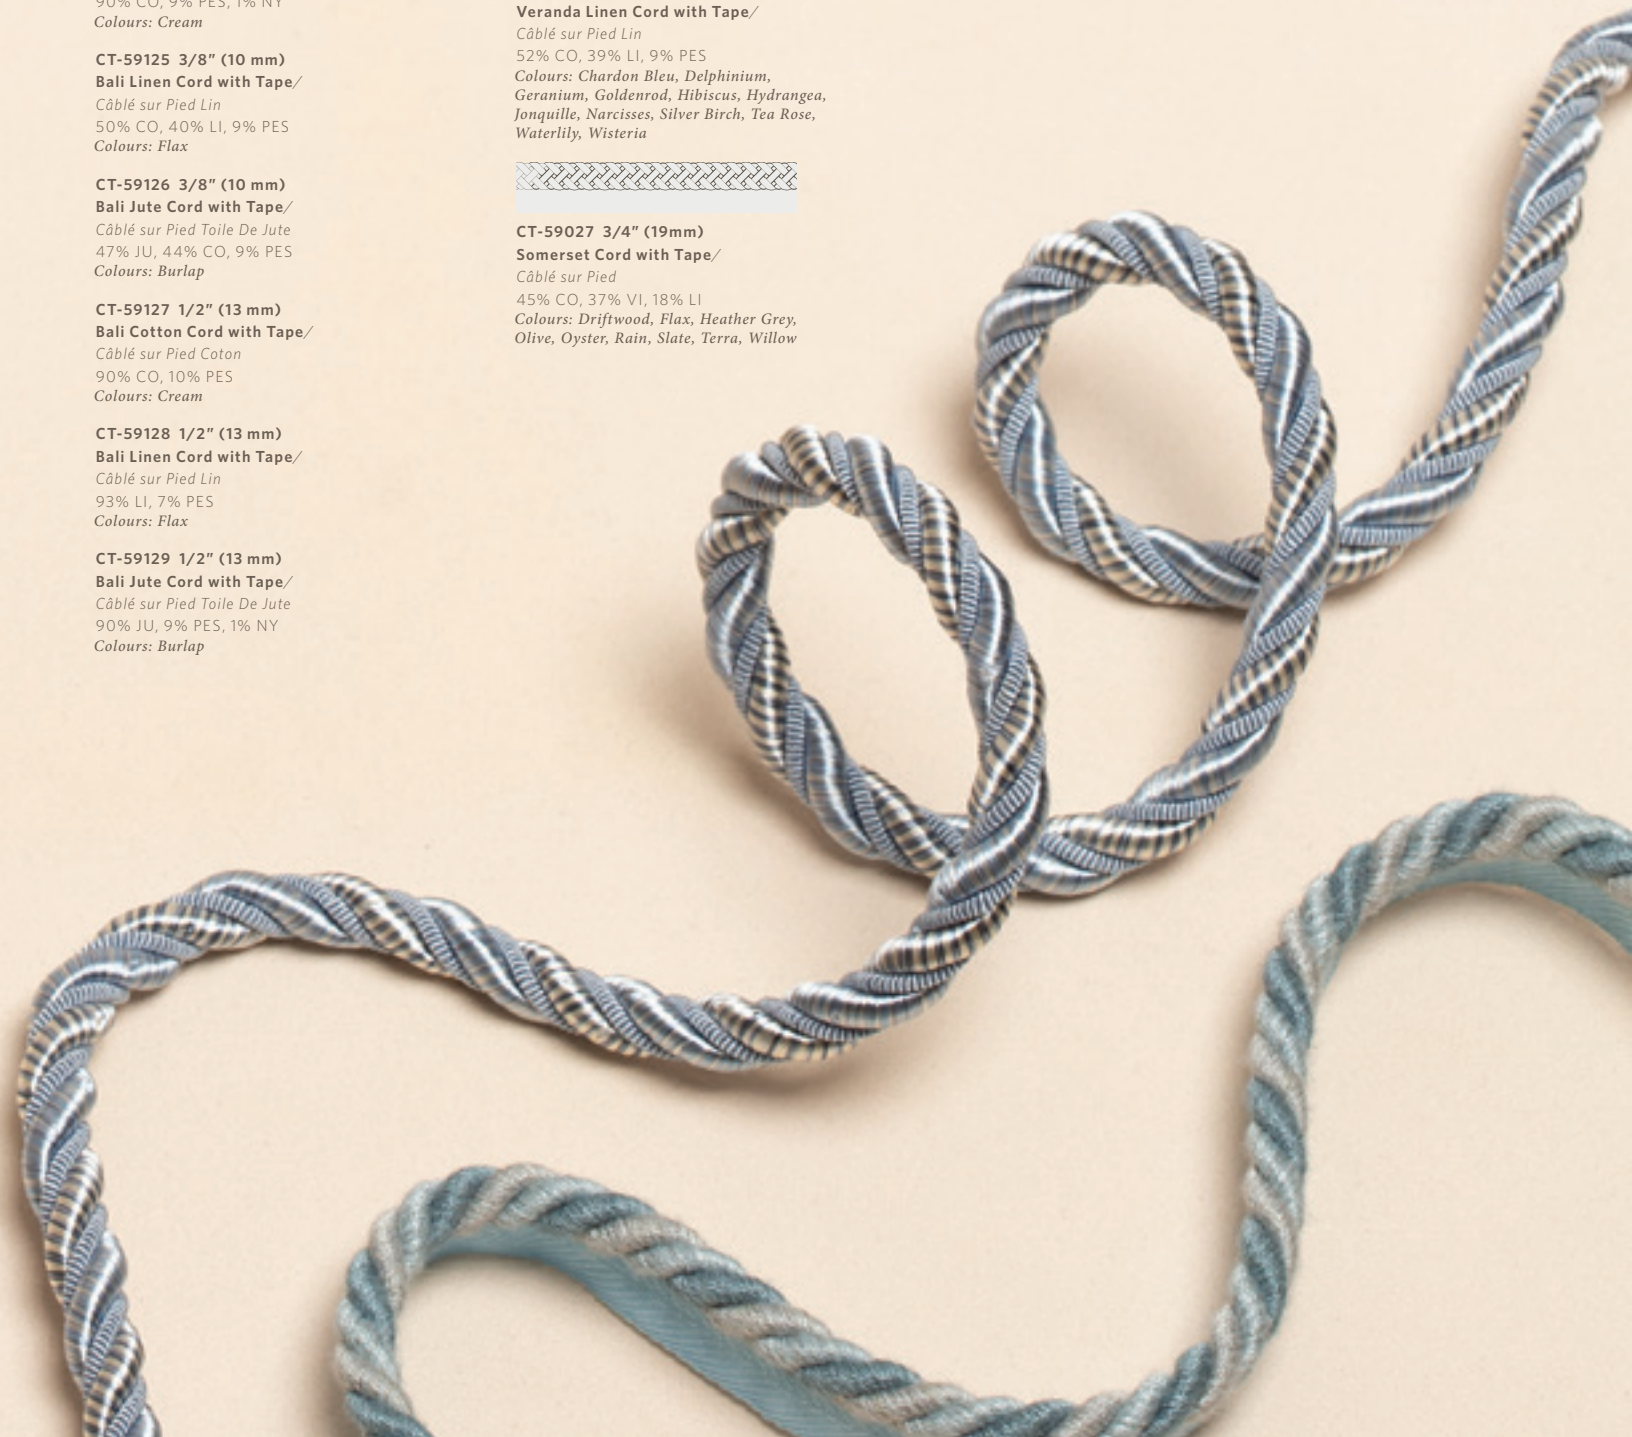 90% CO, 9% PES, 1% NY
Colours: Cream
CT-59125 3/8” (10 mm)
Bali Linen Cord with Tape/
Câblé sur Pied Lin
50% CO, 40% LI, 9% PES
Colours: Flax
CT-59126 3/8” (10 mm)
Bali Jute Cord with Tape/
Câblé sur Pied Toile De Jute
47% JU, 44% CO, 9% PES
Colours: Burlap
CT-59127 1/2” (13 mm)
Bali Cotton Cord with Tape/
Câblé sur Pied Coton
90% CO, 10% PES
Colours: Cream
CT-59128 1/2” (13 mm)
Bali Linen Cord with Tape/
Câblé sur Pied Lin
93% LI, 7% PES
Colours: Flax
CT-59129 1/2” (13 mm)
Bali Jute Cord with Tape/
Câblé sur Pied Toile De Jute
90% JU, 9% PES, 1% NY
Colours: Burlap
Veranda Linen Cord with Tape/
Câblé sur Pied Lin
52% CO, 39% LI, 9% PES
Colours: Chardon Bleu, Delphinium,
Geranium, Goldenrod, Hibiscus, Hydrangea,
Jonquille, Narcisses, Silver Birch, Tea Rose,
Waterlily, Wisteria
CT-59027 3/4” (19mm)
Somerset Cord with Tape/
Câblé sur Pied
45% CO, 37% VI, 18% LI
Colours: Driftwood, Flax, Heather Grey,
Olive, Oyster, Rain, Slate, Terra, Willow